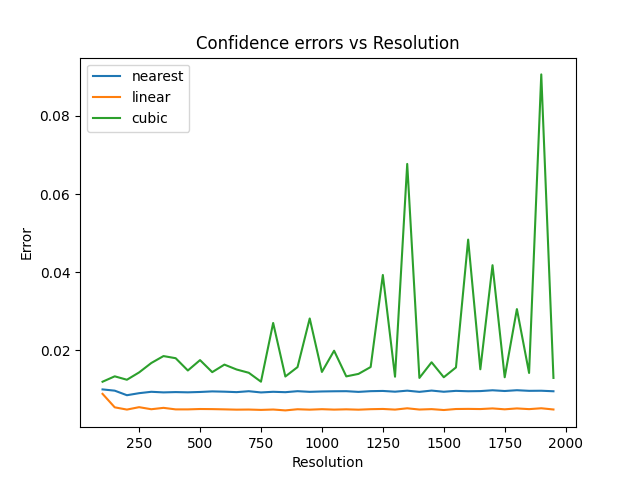 Confidence errors vs Resolution
nearest
linear
cubic
0.08
0.06
0.04
0.02
Error
250 500 750 1000 1250 1500 1750 2000
Resolution